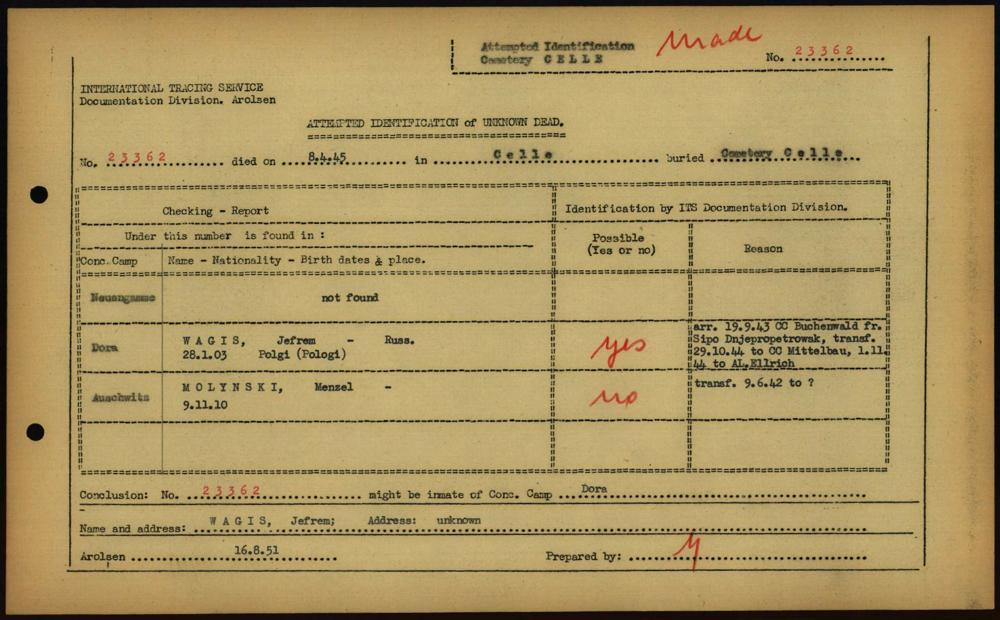 Attempted Identification Made
Cemetery CELLE No. 23362
INTERNATIONAL TRACING SERVICE
Documentation Division. Arolsen
ATTEMPTED IDENTIFICATION of UNKNOWN DEAD.
No. 23362 died on 8.4.45 in Celle buried Cemetery Celle
Checking - Report Identification by ITS Documentation Division.
Under this number is found in : Possible (Yes or no) Reason
Conc. Camp Name - Nationality - Birth dates & place.
Neuengamme not found
Dora WAGIS, Jefrem - Russ.
28.1.03 Polgi (Pologi)
yes
arr. 19.9.43 CC Buchenwald fr.
Sipo Dnjepropetrowsk, transf.
29.10.44 to CC Mittelbau, 1.11.
44 to AL.Ellrich
Auschwitz MOLYNSKI, Menzel -
9.11.10
no
transf. 9.6.42 to ?
Conclusion: No. 23362 might be inmate of Conc. Camp Dora
Name and address: WAGIS, Jefrem; Address: unknown
Arolsen 16.8.51 Prepared by: